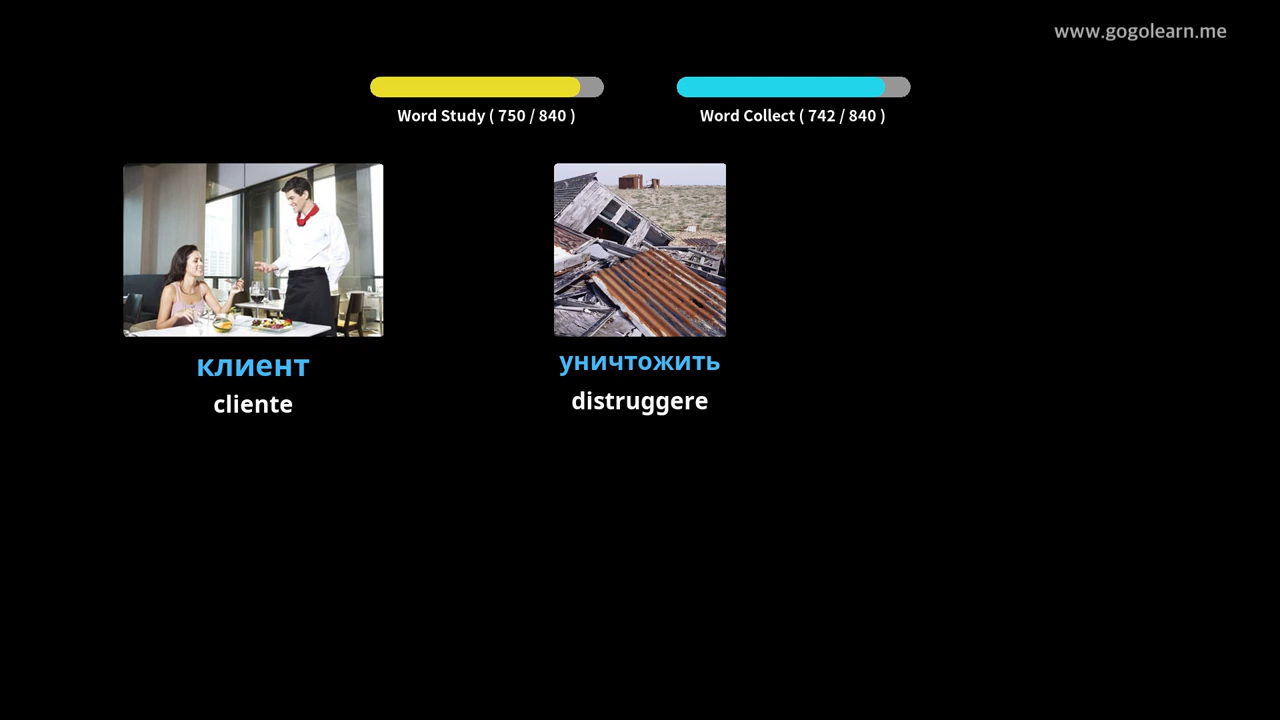 www.gogolearn.me
Word Study ( 750 / 840 )
Word Collect ( 742 / 840 )
клиент
cliente
уничтожить
distruggere